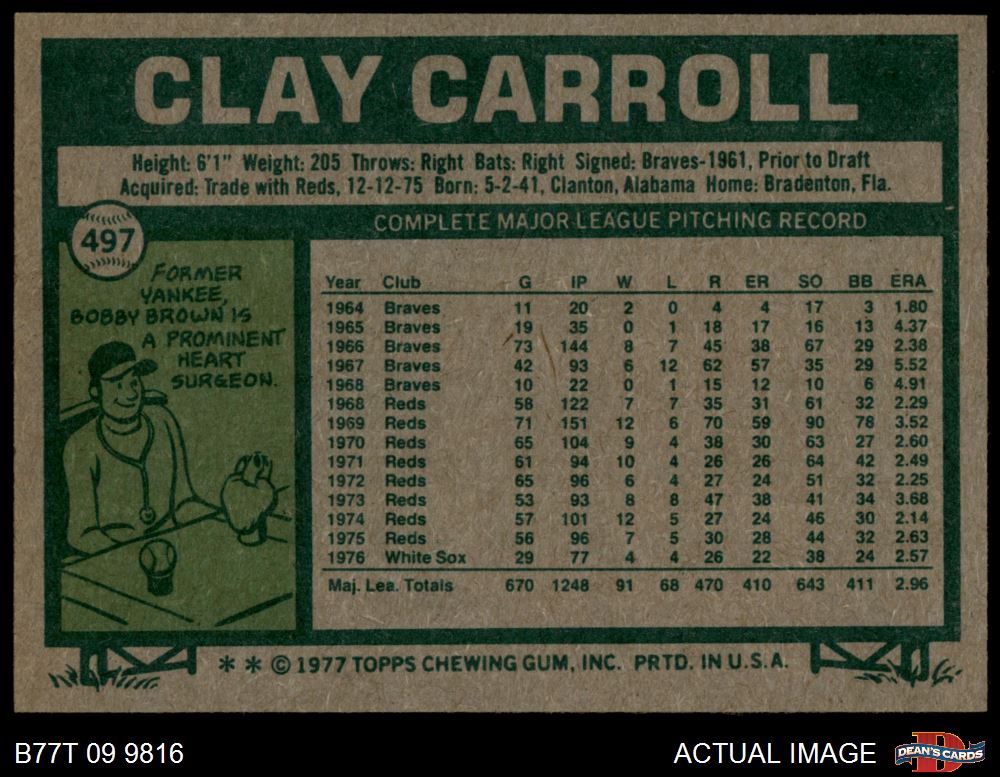 CLAY CARROLL
Height: 6'1" Weight: 205 Throws: Right Bats: Right Signed: Braves-1961, Prior to Draft
Acquired: Trade with Reds, 12-12-75 Born: 5-2-41, Clanton, Alabama Home: Bradenton, Fla.
497
COMPLETE MAJOR LEAGUE PITCHING RECORD
FORMER
YANKEE,
BOBBY BROWN IS
A PROMINENT
HEART
SURGEON.
Year Club G IP W L R ER SO BB ERA
1964 Braves 11 20 2 0 4 4 17 3 1.80
1965 Braves 19 35 0 1 18 17 16 13 4.37
1966 Braves 73 144 8 7 45 38 67 29 2.38
1967 Braves 42 93 6 12 62 57 35 29 5.52
1968 Braves 10 22 0 1 15 12 10 6 4.91
1968 Reds 58 122 7 7 35 31 61 32 2.29
1969 Reds 71 151 12 6 70 59 90 78 3.52
1970 Reds 65 104 9 4 38 30 63 27 2.60
1971 Reds 61 94 10 4 26 26 64 42 2.49
1972 Reds 65 96 6 4 27 24 51 32 2.25
1973 Reds 53 93 8 8 47 38 41 34 3.68
1974 Reds 57 101 12 5 27 24 46 30 2.14
1975 Reds 56 96 7 5 30 28 44 32 2.63
1976 White Sox 29 77 4 4 26 22 38 24 2.57
Maj. Lea. Totals 670 1248 91 68 470 410 643 411 2.96
* * © 1977 TOPPS CHEWING GUM, INC. PRTD. IN U.S.A.
B77T 09 9816
ACTUAL IMAGE
D
DEAN'S CARDS